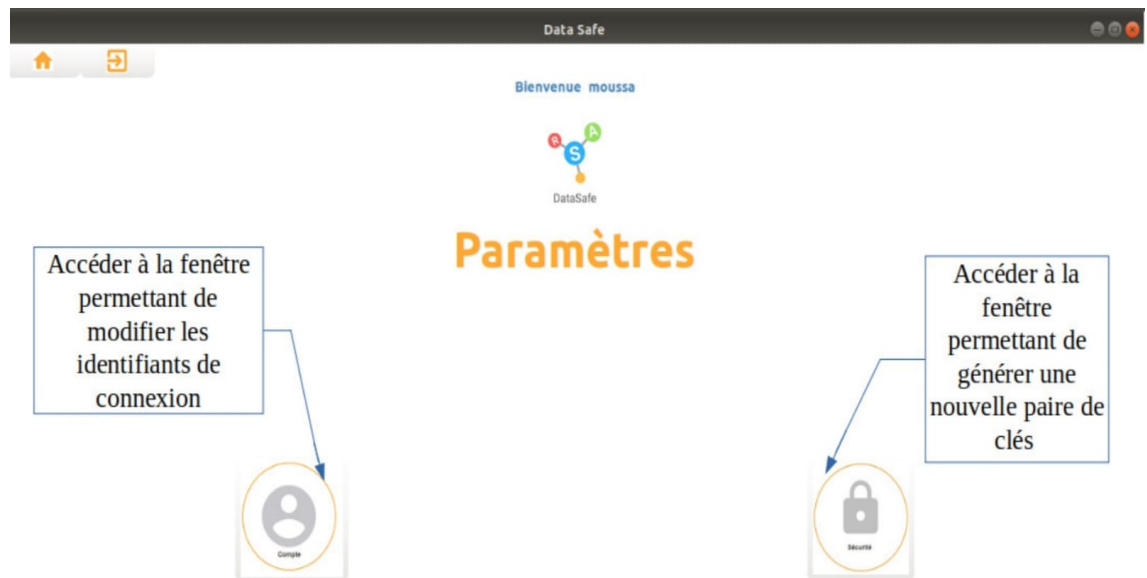 Data Safe
Bienvenue moussa
R
A
S
DataSafe
Paramètres
Accéder à la fenêtre
permettant de
modifier les
identifiants de
connexion
Accéder à la
fenêtre
permettant de
générer une
nouvelle paire de
clés
Compte
Sécurité